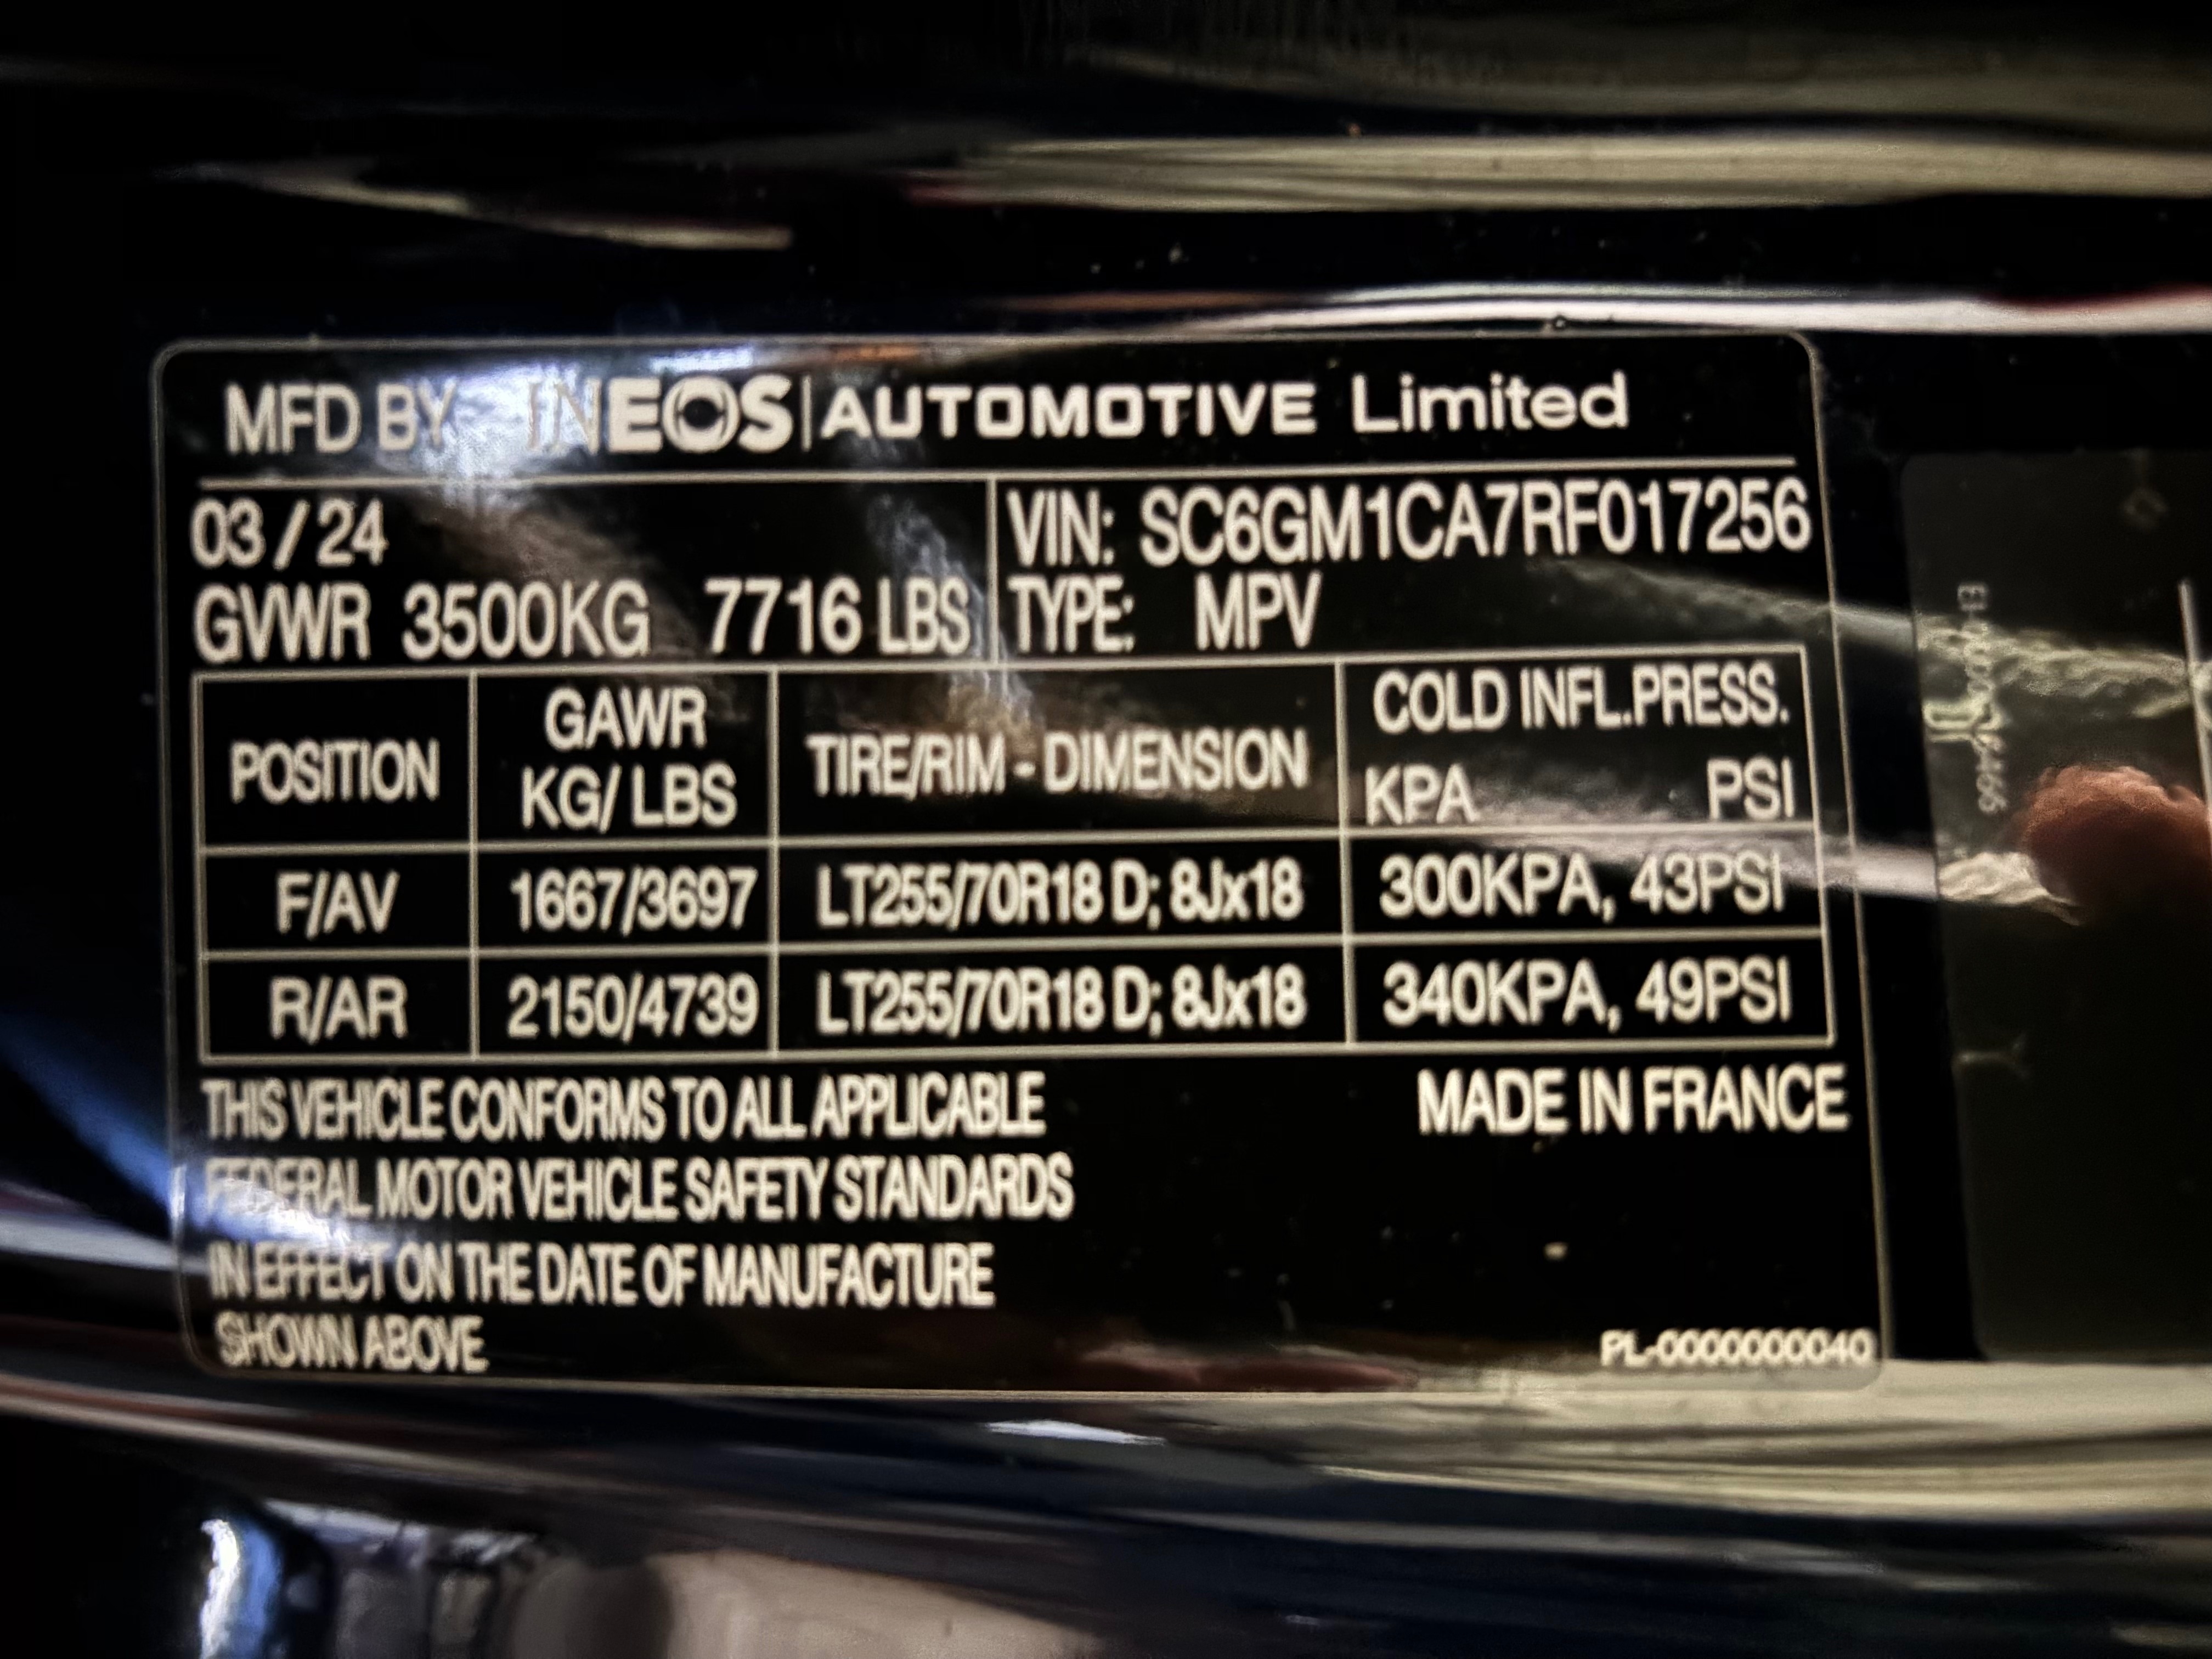 MFD BY INEOS | AUTOMOTIVE Limited
03 / 24
VIN: SC6GM1CA7RF017256
GVWR 3500KG 7716 LBS
TYPE: MPV
POSITION
GAWR
KG/ LBS
TIRE/RIM - DIMENSION
COLD INFL.PRESS.
KPA PSI
F/AV 1667/3697 LT255/70R18 D; 8Jx18 300KPA, 43PSI
R/AR 2150/4739 LT255/70R18 D; 8Jx18 340KPA, 49PSI
THIS VEHICLE CONFORMS TO ALL APPLICABLE
FEDERAL MOTOR VEHICLE SAFETY STANDARDS
IN EFFECT ON THE DATE OF MANUFACTURE
SHOWN ABOVE
MADE IN FRANCE
PL-0000000040